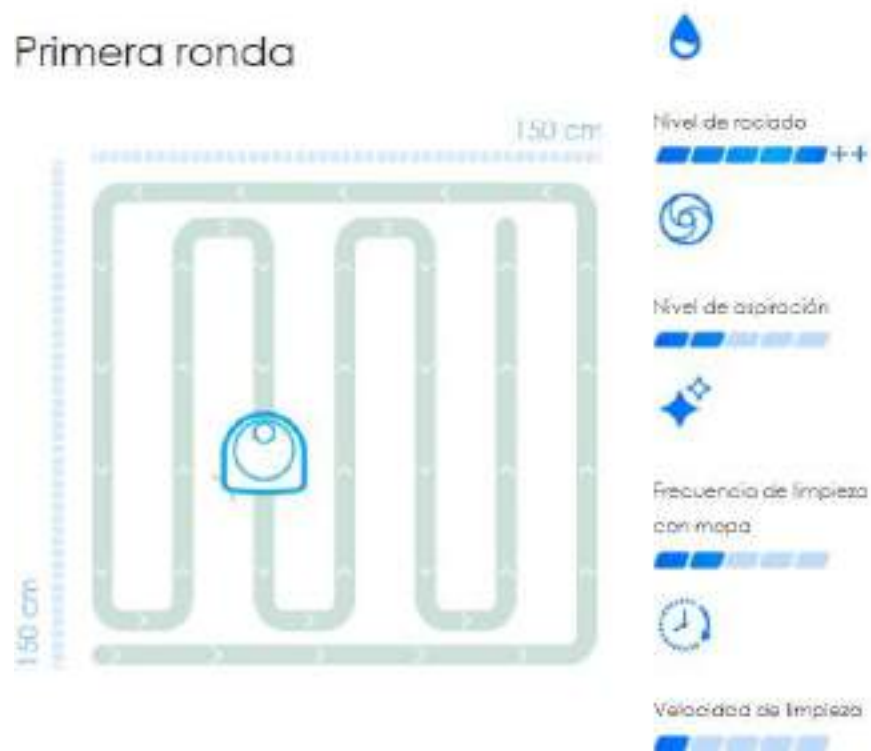 Primera ronda
150 cm
150 cm
Nivel de rociado
++
Nivel de aspiración
Frecuencia de limpieza
con mopa
Velocidad de limpieza